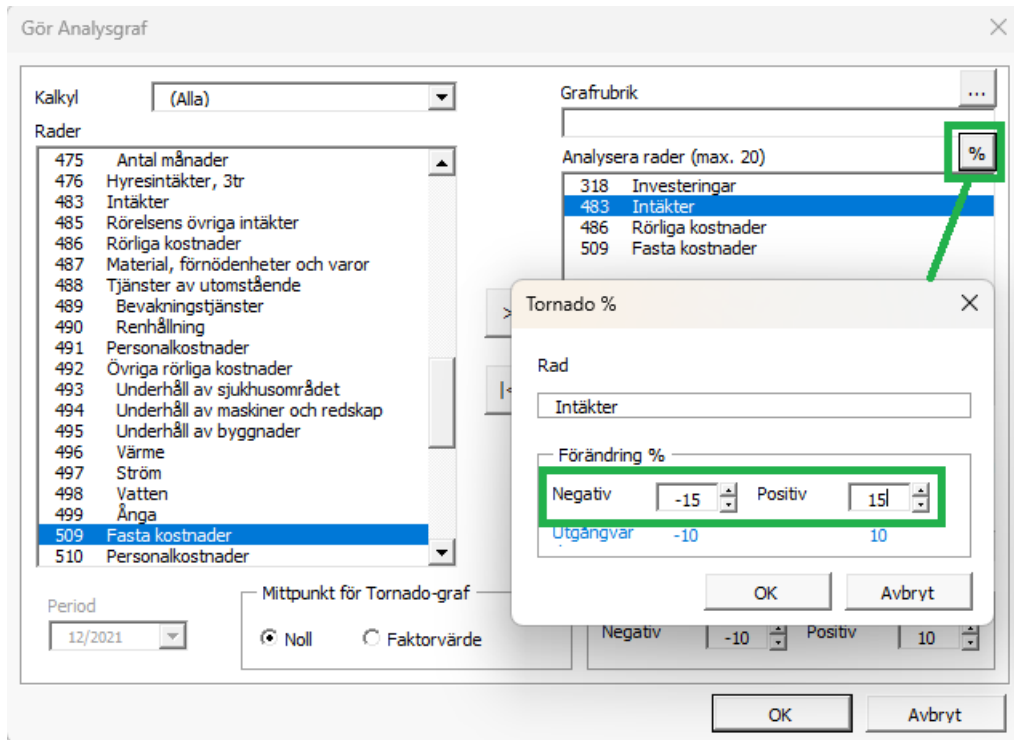 Gör Analysgraf
Kalkyl
(Alla)
Rader
475 Antal månader
476 Hyresintäkter, 3tr
483 Intäkter
485 Rörelsens övriga intäkter
486 Rörliga kostnader
487 Material, förnödenheter och varor
488 Tjänster av utomstående
489 Bevakningstjänster
490 Renhållning
491 Personalkostnader
492 Övriga rörliga kostnader
493 Underhåll av sjukhusområdet
494 Underhåll av maskiner och redskap
495 Underhåll av byggnader
496 Värme
497 Ström
498 Vatten
499 Ånga
509 Fasta kostnader
510 Personalkostnader
Period
12/2021
Mittpunkt för Tornado-graf
Noll Faktorvärde
Grafrubrik
...
Analysera rader (max. 20)
%
318 Investeringar
483 Intäkter
486 Rörliga kostnader
509 Fasta kostnader
>
|<
Tornado %
Rad
Intäkter
Förändring %
Negativ -15 Positiv 15
Utgångvär -10 10
OK Avbryt
Negativ -10 Positiv 10
OK Avbryt